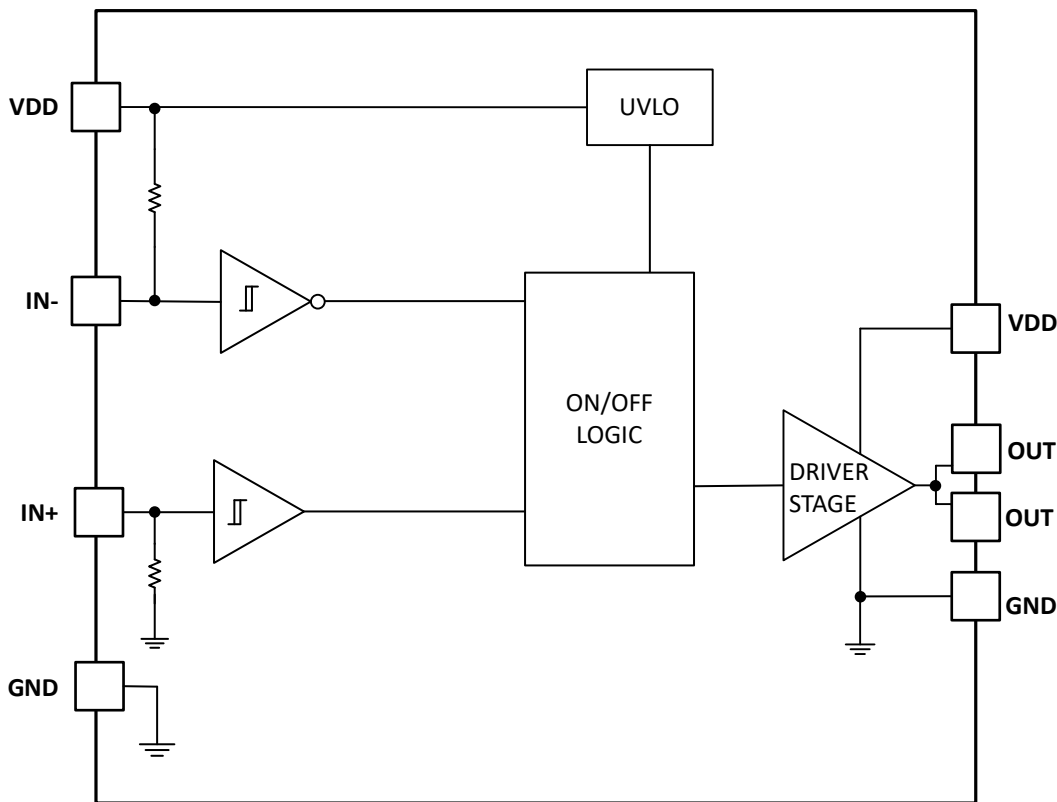 VDD
UVLO
IN-
VDD
ON/OFF
LOGIC
OUT
DRIVER
STAGE
IN+
OUT
GND
GND